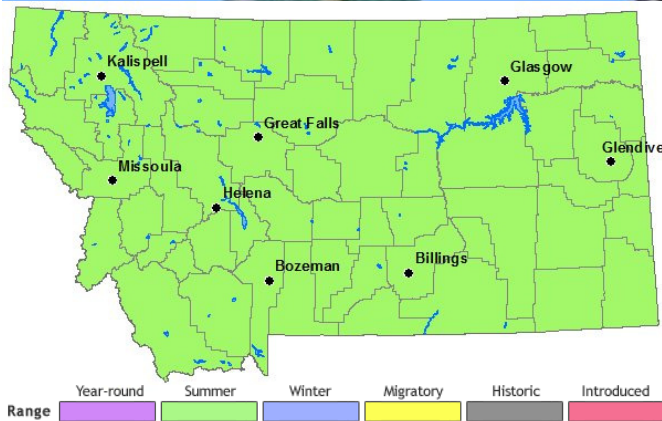 Kalispell
Glasgow
Great Falls
Glendive
Missoula
Helena
Bozeman
Billings
Year-round Summer Winter Migratory Historic Introduced
Range